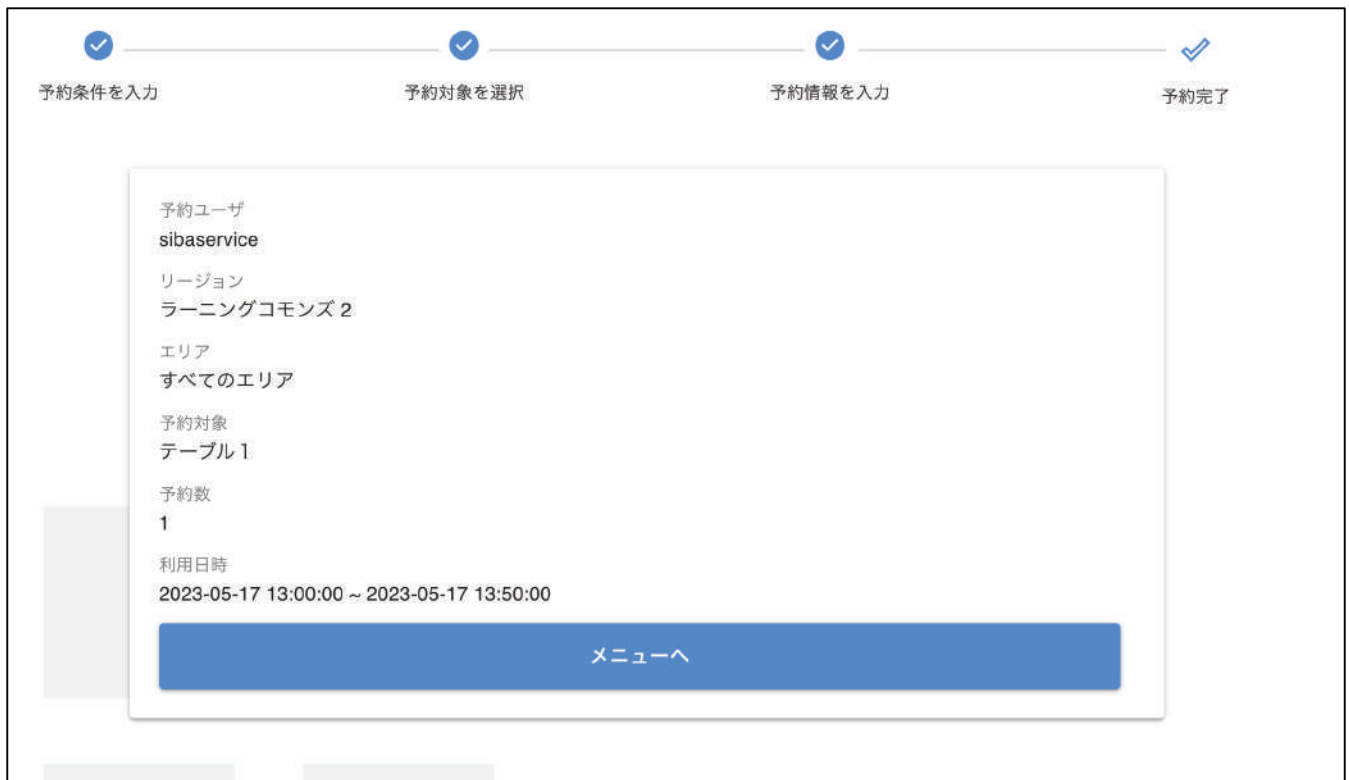 予約条件を入力
予約対象を選択
予約情報を入力
予約完了
予約ユーザ
sibaservice
リージョン
ラーニングコモンズ 2
エリア
すべてのエリア
予約対象
テーブル 1
予約数
1
利用日時
2023-05-17 13:00:00 ~ 2023-05-17 13:50:00
メニューへ